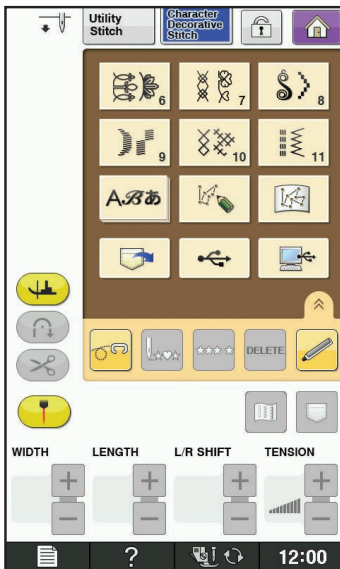 Utility
Stitch
Character
Decorative
Stitch
6
7
8
9
10
11
Aℬあ
DELETE
WIDTH
LENGTH
L/R SHIFT
TENSION
+
+
+
+
−
−
−
−
?
12:00